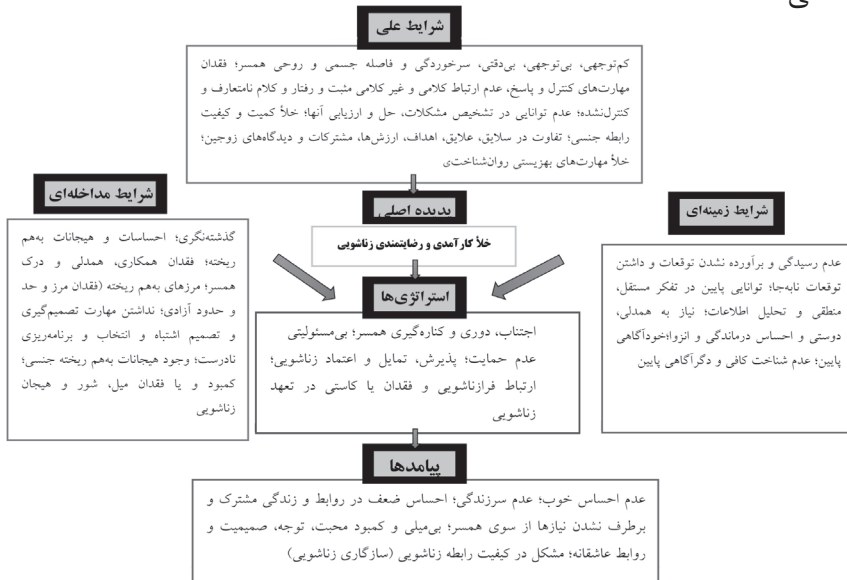 ی
شرایط علی
کم‌توجهی، بی‌توجهی، بی‌دقتی، سرخوردگی و فاصله جسمی و روحی همسر؛ فقدان
مهارت‌های کنترل و پاسخ، عدم ارتباط کلامی و غیر کلامی مثبت و رفتار و کلام نامتعارف و
کنترل‌نشده؛ عدم توانایی در تشخیص مشکلات، حل و ارزیابی آنها؛ خلأ کمیت و کیفیت
رابطه جنسی؛ تفاوت در سلایق، علایق، اهداف، ارزش‌ها، مشترکات و دیدگاه‌های زوجین؛
خلأ مهارت‌های بهزیستی روان‌شناختی
پدیده اصلی
خلأ کارآمدی و رضایتمندی زناشویی
شرایط زمینه‌ای
عدم رسیدگی و برآورده نشدن توقعات و داشتن
توقعات نابه‌جا؛ توانایی پایین در تفکر مستقل،
منطقی و تحلیل اطلاعات؛ نیاز به همدلی،
دوستی و احساس درماندگی و انزوا؛خودآگاهی
پایین؛ عدم شناخت کافی و دگرآگاهی پایین
شرایط مداخله‌ای
گذشته‌نگری؛ احساسات و هیجانات به‌هم
ریخته؛ فقدان همکاری، همدلی و درک
همسر؛ مرزهای به‌هم ریخته (فقدان مرز و حد
و حدود آزادی؛ نداشتن مهارت تصمیم‌گیری
و تصمیم اشتباه و انتخاب و برنامه‌ریزی
نادرست؛ وجود هیجانات به‌هم ریخته جنسی؛
کمبود و یا فقدان میل، شور و هیجان
زناشویی
استراتژی‌ها
اجتناب، دوری و کناره‌گیری همسر؛ بی‌مسئولیتی
عدم حمایت؛ پذیرش، تمایل و اعتماد زناشویی؛
ارتباط فرازناشویی و فقدان یا کاستی در تعهد
زناشویی
پیامدها
عدم احساس خوب؛ عدم سرزندگی؛ احساس ضعف در روابط و زندگی مشترک و
برطرف نشدن نیازها از سوی همسر؛ بی‌میلی و کمبود محبت، توجه، صمیمیت و
روابط عاشقانه؛ مشکل در کیفیت رابطه زناشویی (سازگاری زناشویی)